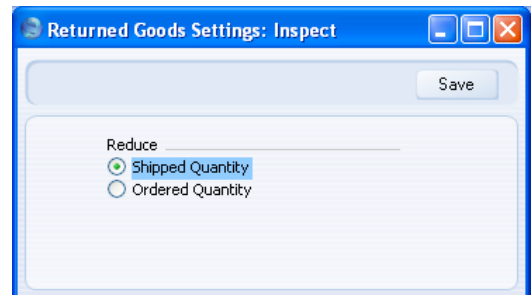 Returned Goods Settings: Inspect
Save
Reduce
Shipped Quantity
Ordered Quantity